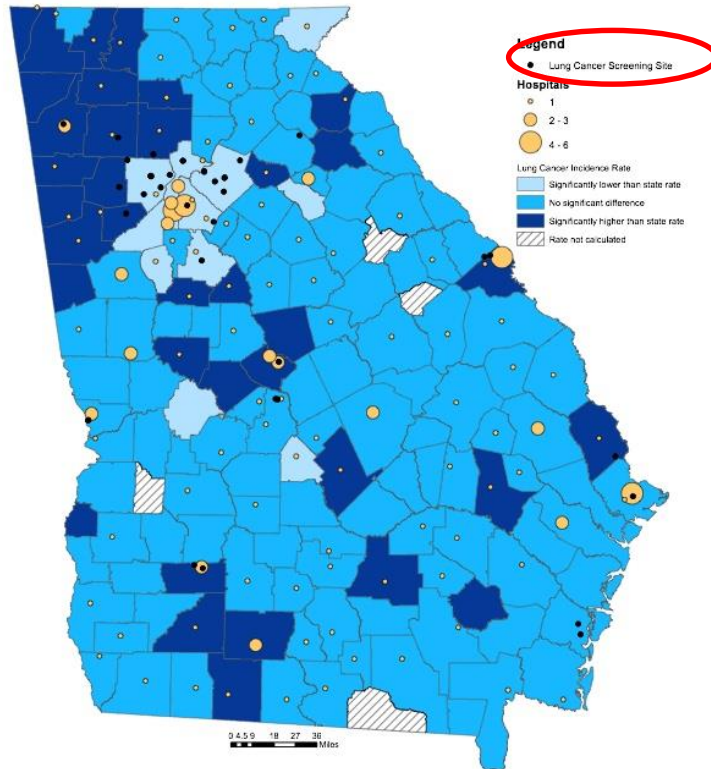 Legend
Lung Cancer Screening Site
Hospitals
1
2 - 3
4 - 6
Lung Cancer Incidence Rate
Significantly lower than state rate
No significant difference
Significantly higher than state rate
Rate not calculated
0 4.5 9 18 27 36
Miles